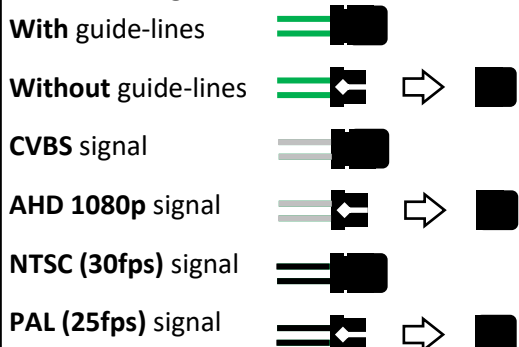 With guide-lines
Without guide-lines
CVBS signal
AHD 1080p signal
NTSC (30fps) signal
PAL (25fps) signal